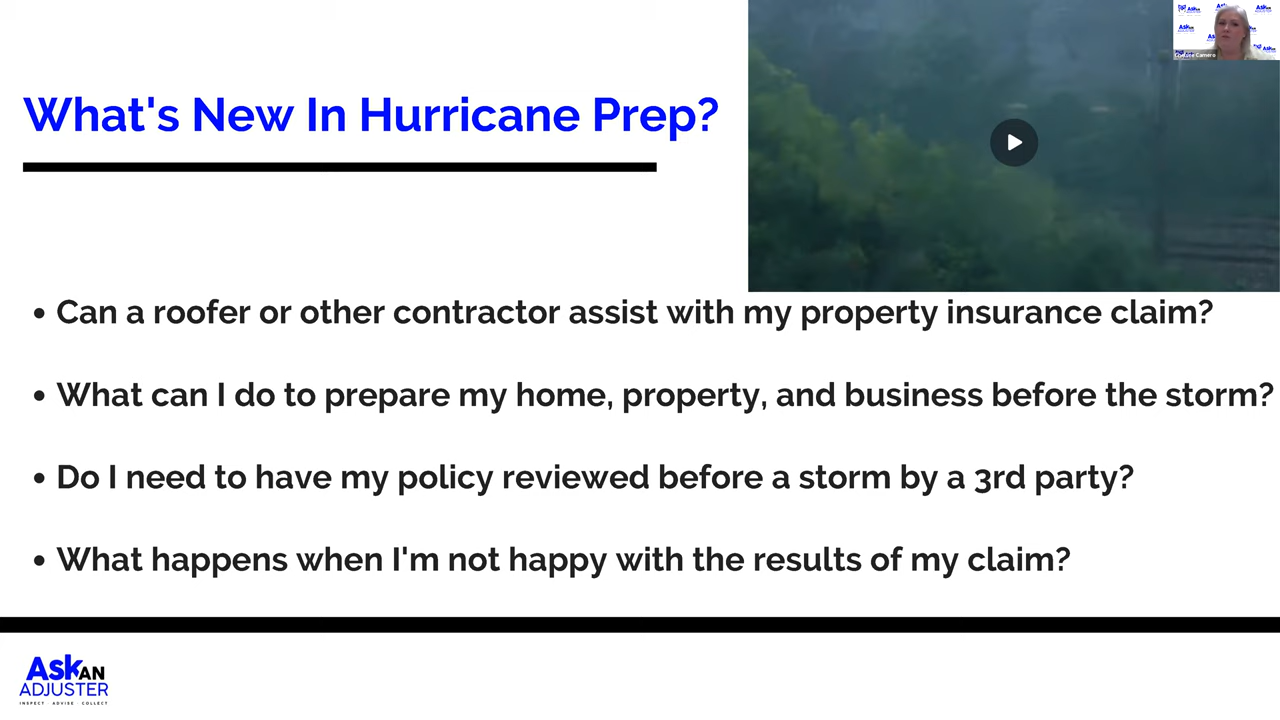 What's New In Hurricane Prep?
• Can a roofer or other contractor assist with my property insurance claim?
• What can I do to prepare my home, property, and business before the storm?
• Do I need to have my policy reviewed before a storm by a 3rd party?
• What happens when I'm not happy with the results of my claim?
Ask AN
ADJUSTER
INSPECT ADVISE COLLECT